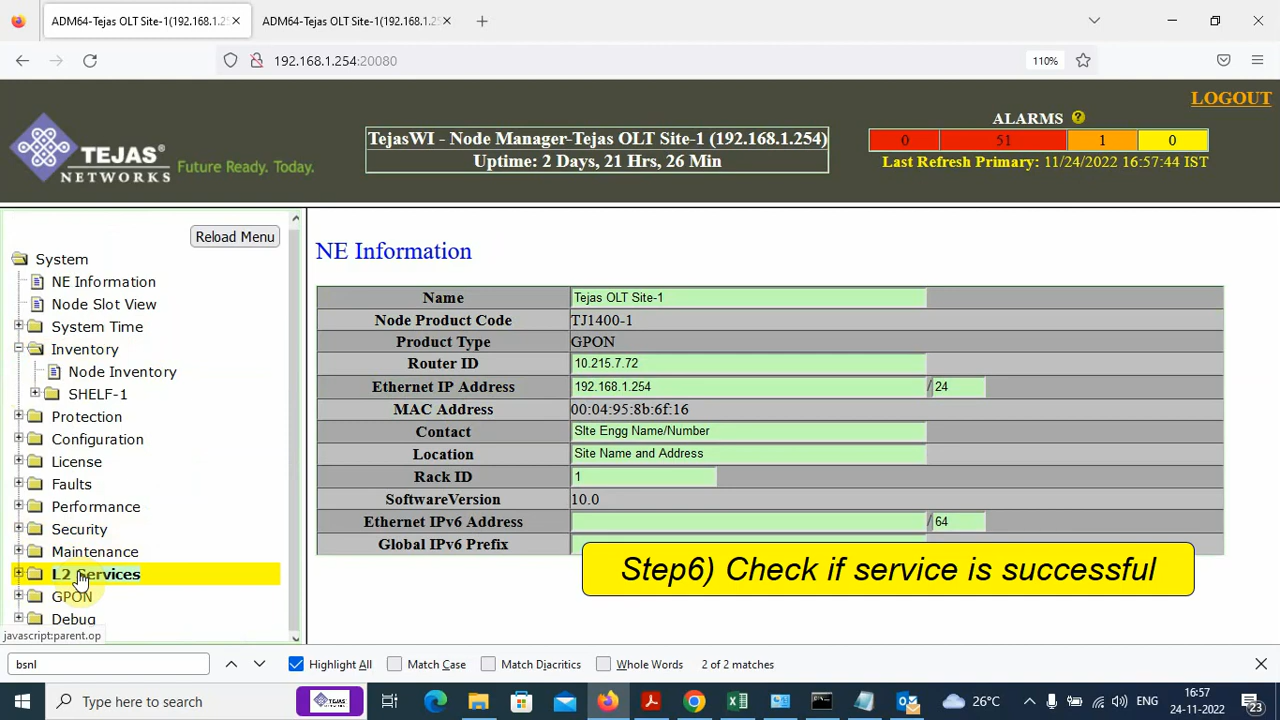 ADM64-Tejas OLT Site-1(192.168.1.25
ADM64-Tejas OLT Site-1(192.168.1.25
192.168.1.254:20080
110%
LOGOUT
TEJAS
NETWORKS
Future Ready. Today.
TejasWI - Node Manager-Tejas OLT Site-1 (192.168.1.254)
Uptime: 2 Days, 21 Hrs, 26 Min
ALARMS ?
0 51 1 0
Last Refresh Primary: 11/24/2022 16:57:44 IST
Reload Menu
System
NE Information
Node Slot View
System Time
Inventory
Node Inventory
SHELF-1
Protection
Configuration
License
Faults
Performance
Security
Maintenance
L2 Services
GPON
Debug
javascript:parent.op
NE Information
Name Tejas OLT Site-1
Node Product Code TJ1400-1
Product Type GPON
Router ID 10.215.7.72
Ethernet IP Address 192.168.1.254 / 24
MAC Address 00:04:95:8b:6f:16
Contact SIte Engg Name/Number
Location Site Name and Address
Rack ID 1
SoftwareVersion 10.0
Ethernet IPv6 Address / 64
Global IPv6 Prefix
Step6) Check if service is successful
bsnl
Highlight All Match Case Match Diacritics Whole Words 2 of 2 matches
Type here to search
26°C
ENG
16:57
24-11-2022
23